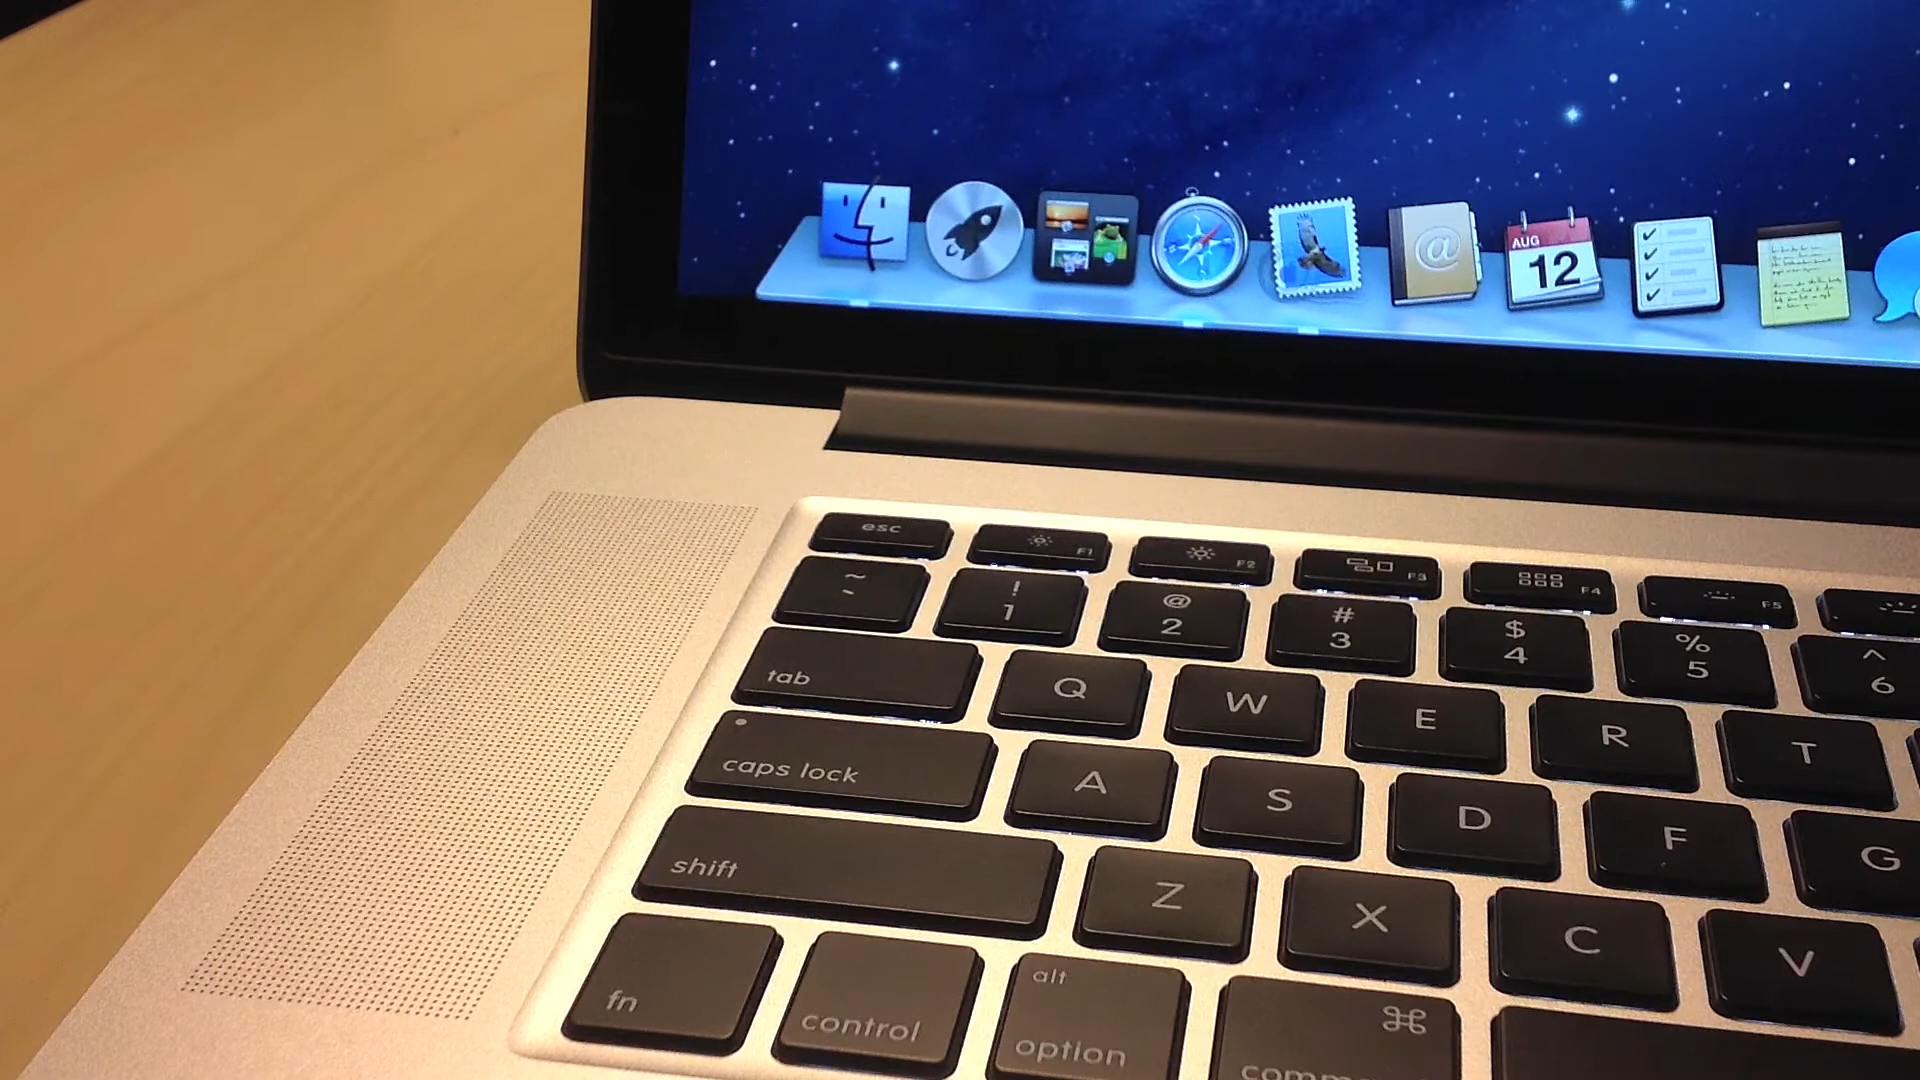 @
AUG
12
esc
F1
F2
F3
F4
F5
~
`
!
1
@
2
#
3
$
4
%
5
^
6
tab
Q
W
E
R
T
caps lock
A
S
D
F
G
shift
Z
X
C
V
fn
control
alt
option
⌘
comm